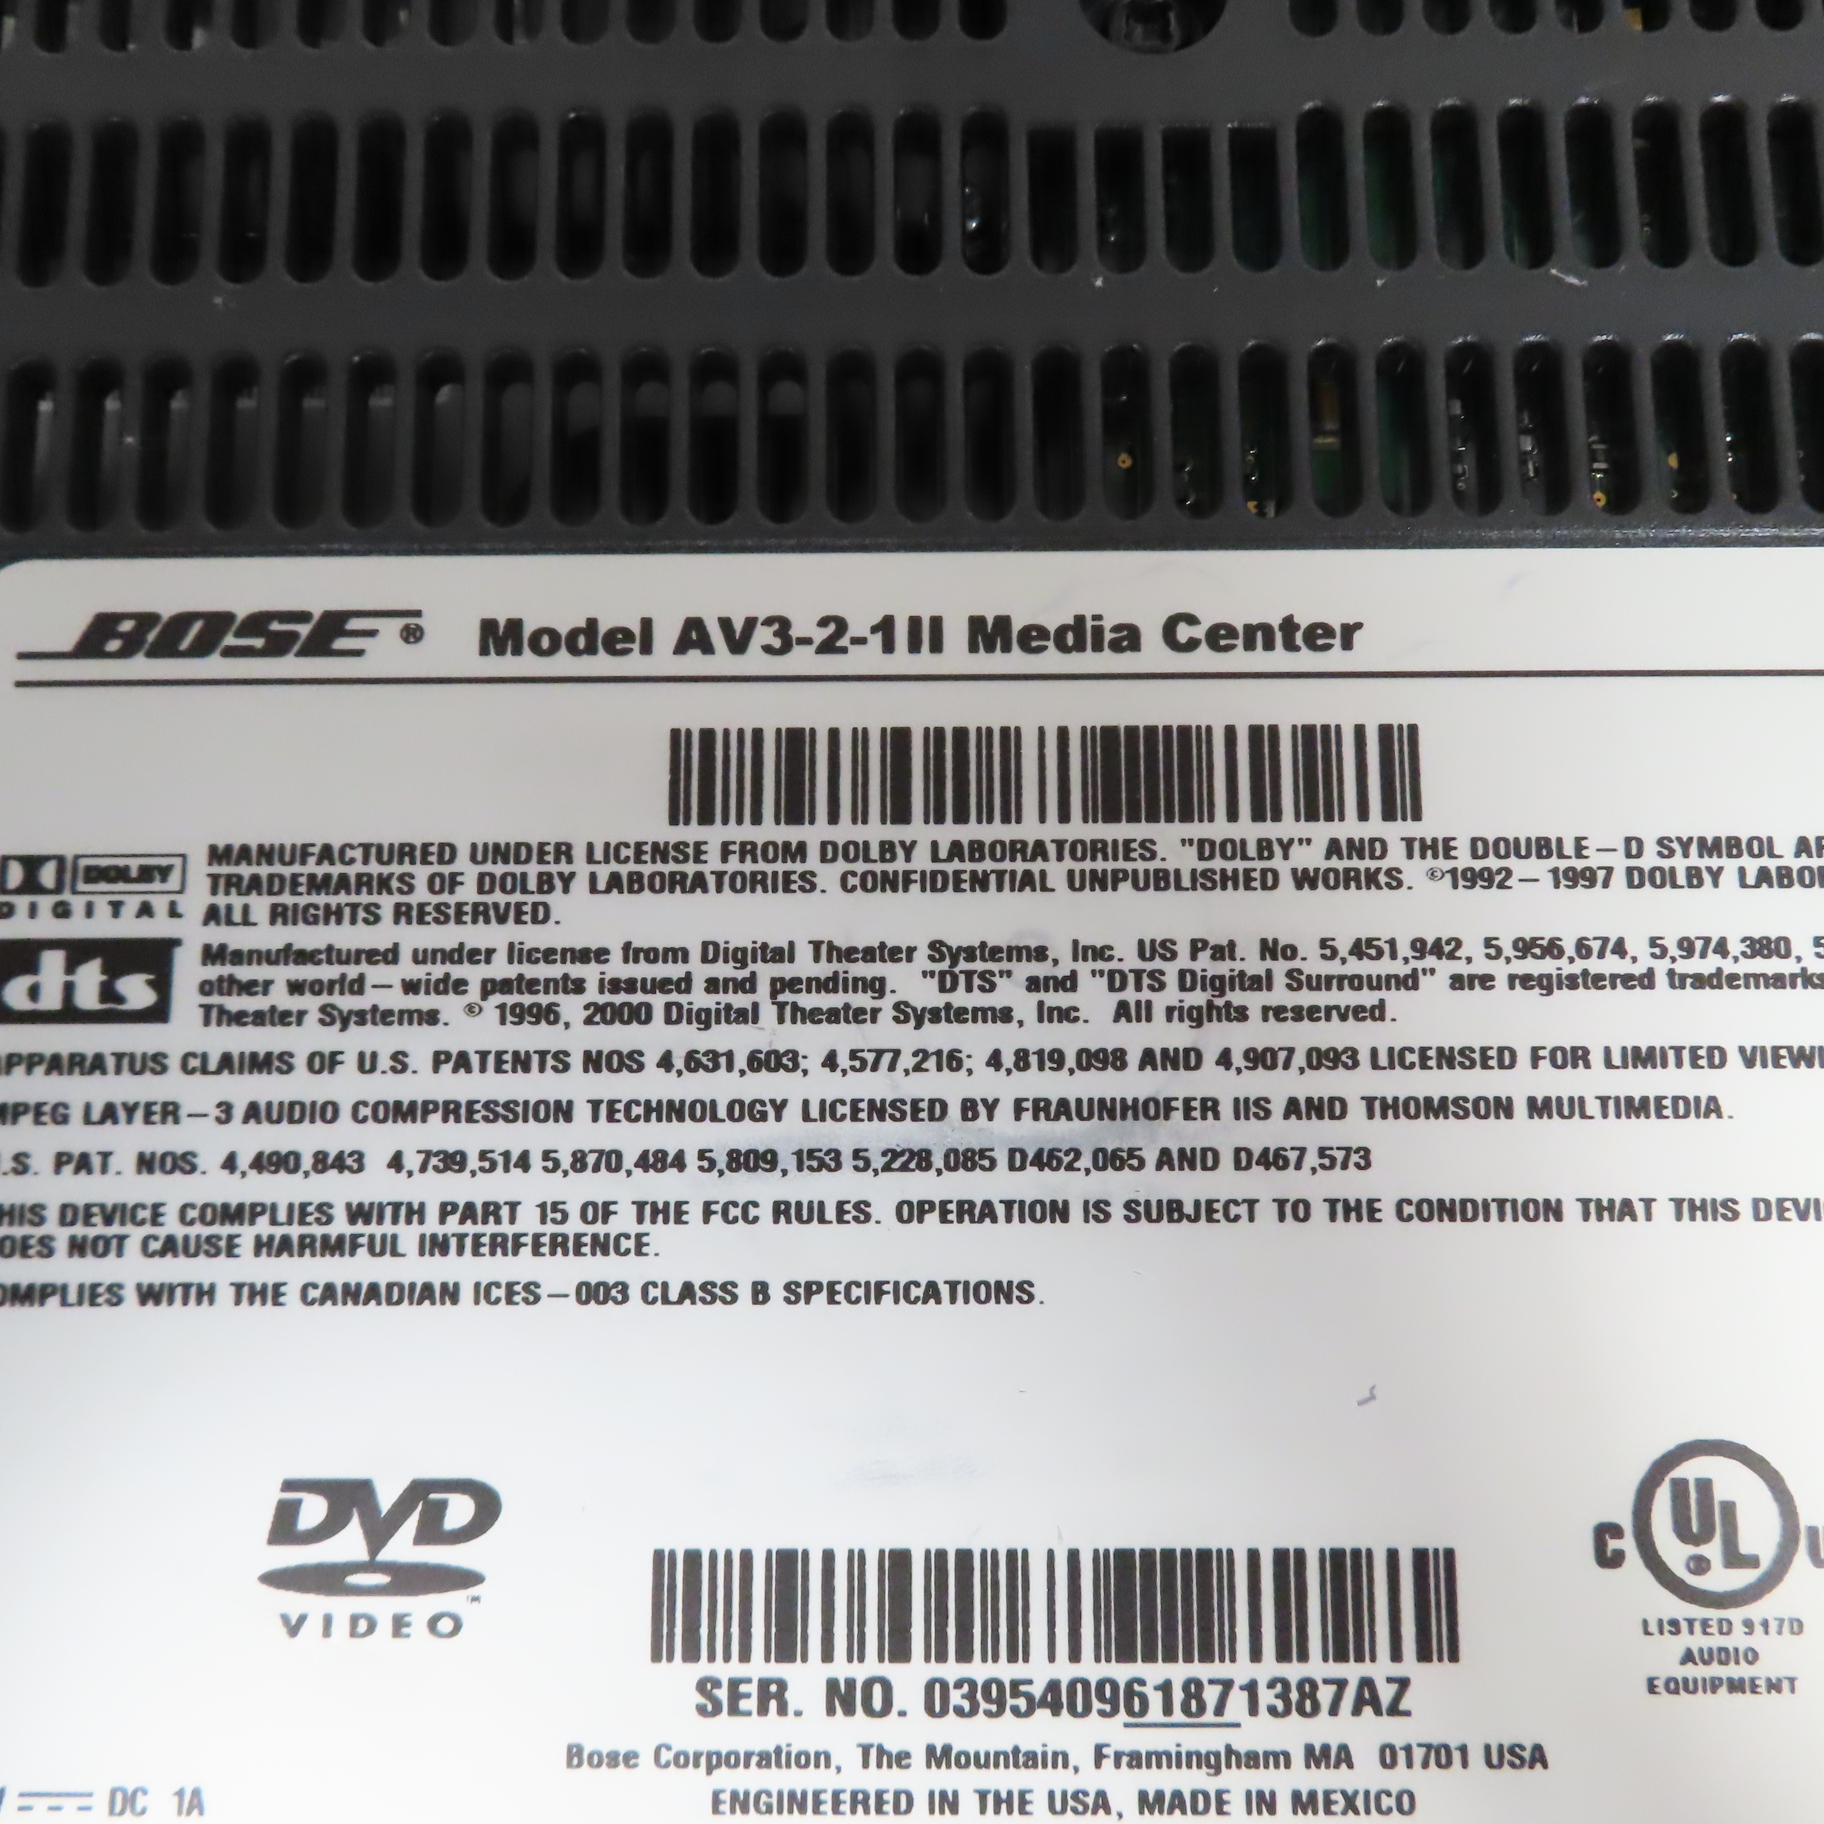 BOSE® Model AV3-2-1II Media Center
MANUFACTURED UNDER LICENSE FROM DOLBY LABORATORIES. "DOLBY" AND THE DOUBLE–D SYMBOL
DOLBY TRADEMARKS OF DOLBY LABORATORIES. CONFIDENTIAL UNPUBLISHED WORKS. ©1992–1997 DOLBY
DIGITAL ALL RIGHTS RESERVED.
dts Manufactured under license from Digital Theater Systems, Inc. US Pat. No. 5,451,942, 5,956,674, 5,974,380,
other world–wide patents issued and pending. "DTS" and "DTS Digital Surround" are registered trademarks
Theater Systems. © 1996, 2000 Digital Theater Systems, Inc. All rights reserved.
PPARATUS CLAIMS OF U.S. PATENTS NOS 4,631,603; 4,577,216; 4,819,098 AND 4,907,093 LICENSED FOR LIMITED
MPEG LAYER–3 AUDIO COMPRESSION TECHNOLOGY LICENSED BY FRAUNHOFER IIS AND THOMSON MULTIMEDIA.
.S. PAT. NOS. 4,490,843 4,739,514 5,870,484 5,809,153 5,228,085 D462,065 AND D467,573
HIS DEVICE COMPLIES WITH PART 15 OF THE FCC RULES. OPERATION IS SUBJECT TO THE CONDITION THAT THIS DEVI
OES NOT CAUSE HARMFUL INTERFERENCE.
OMPLIES WITH THE CANADIAN ICES–003 CLASS B SPECIFICATIONS.
DVD
VIDEO™
C UL® U
LISTED 917D
AUDIO
EQUIPMENT
SER. NO. 039540961871387AZ
Bose Corporation, The Mountain, Framingham MA 01701 USA
DC 1A
ENGINEERED IN THE USA, MADE IN MEXICO